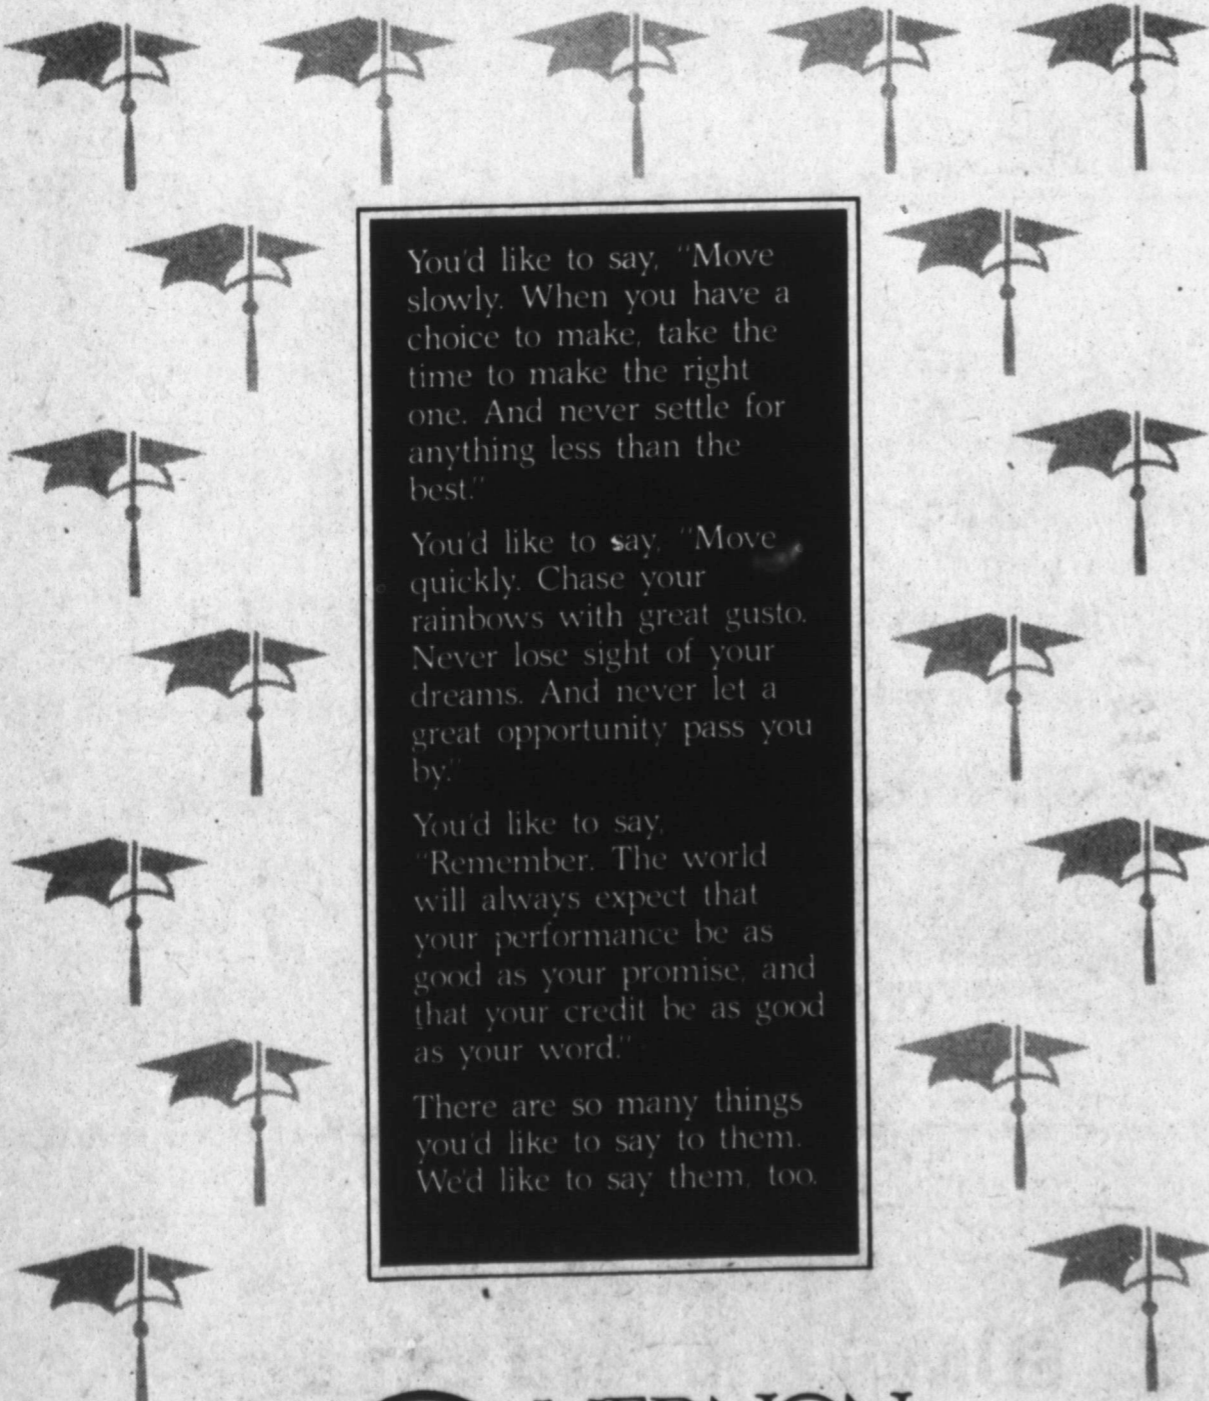 You'd like to say, "Move
slowly. When you have a
choice to make, take the
time to make the right
one. And never settle for
anything less than the
best."
You'd like to say, "Move
quickly. Chase your
rainbows with great gusto.
Never lose sight of your
dreams. And never let a
great opportunity pass you
by."
You'd like to say,
"Remember. The world
will always expect that
your performance be as
good as your promise, and
that your credit be as good
as your word."
There are so many things
you'd like to say to them.
We'd like to say them, too.
VERNON